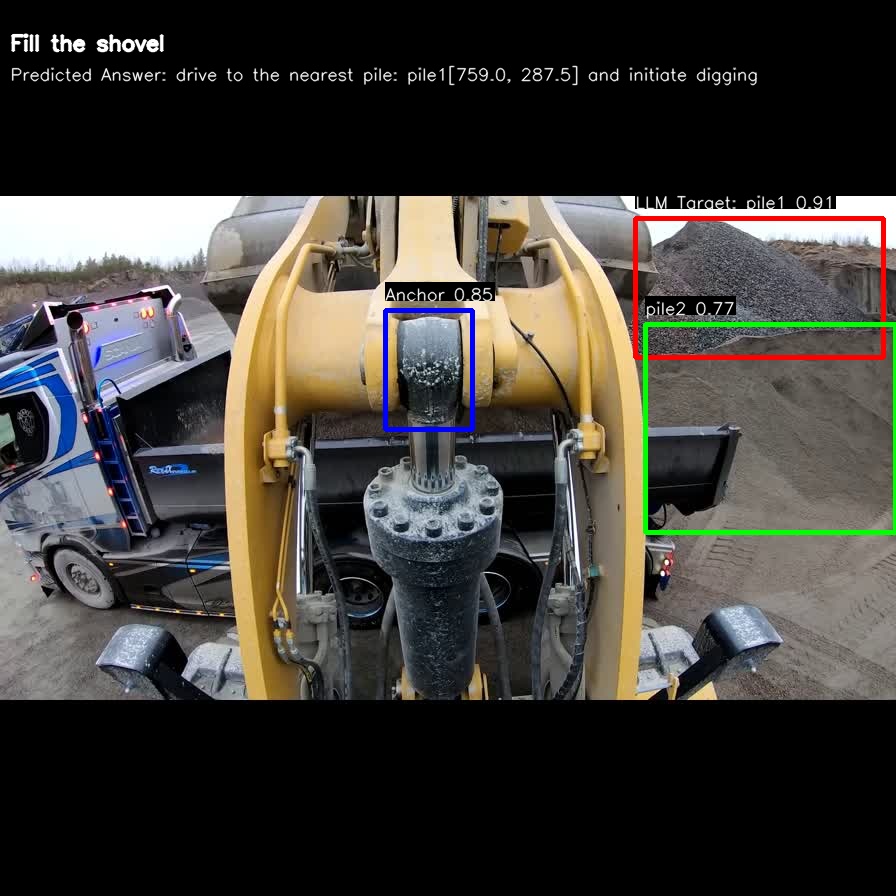 Fill the shovel
Predicted Answer: drive to the nearest pile: pile1[759.0, 287.5] and initiate digging
LLM Target: pile1 0.91
Anchor 0.85
pile2 0.77